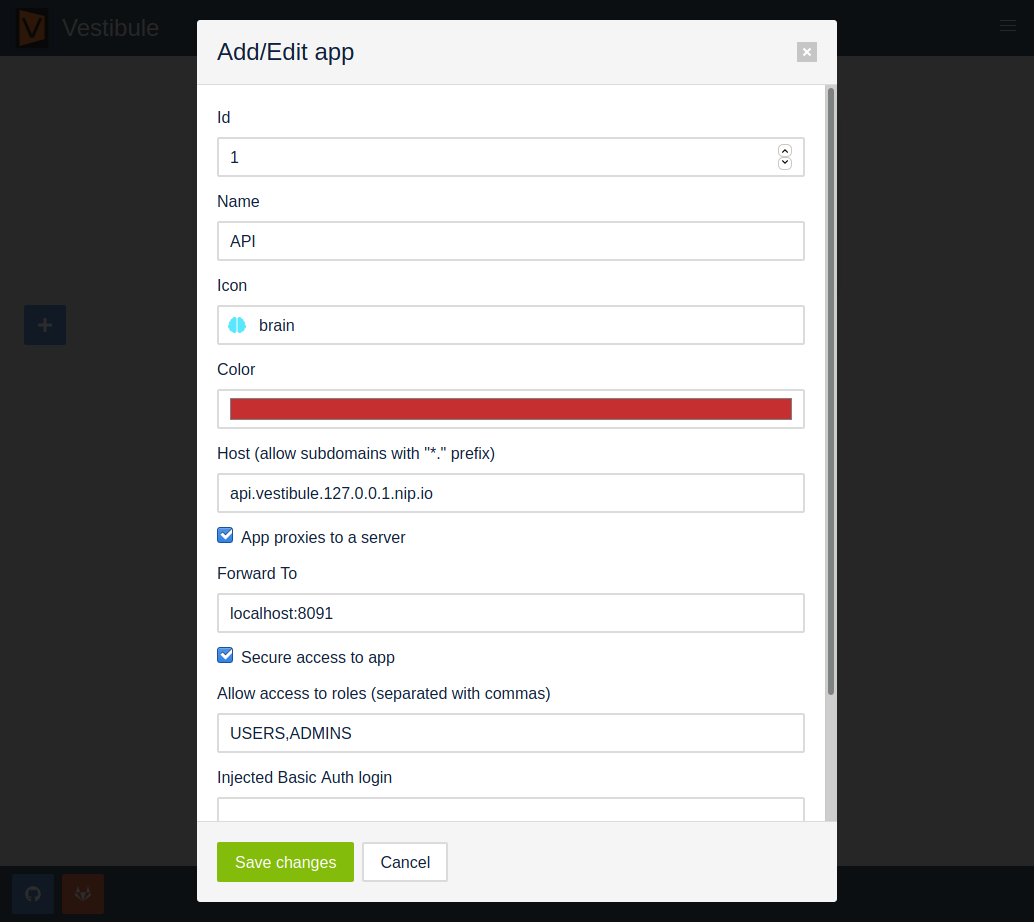 Vestibule
Add/Edit app
Id
1
Name
API
Icon
brain
Color
Host (allow subdomains with "*." prefix)
api.vestibule.127.0.0.1.nip.io
App proxies to a server
Forward To
localhost:8091
Secure access to app
Allow access to roles (separated with commas)
USERS,ADMINS
Injected Basic Auth login
Save changes
Cancel